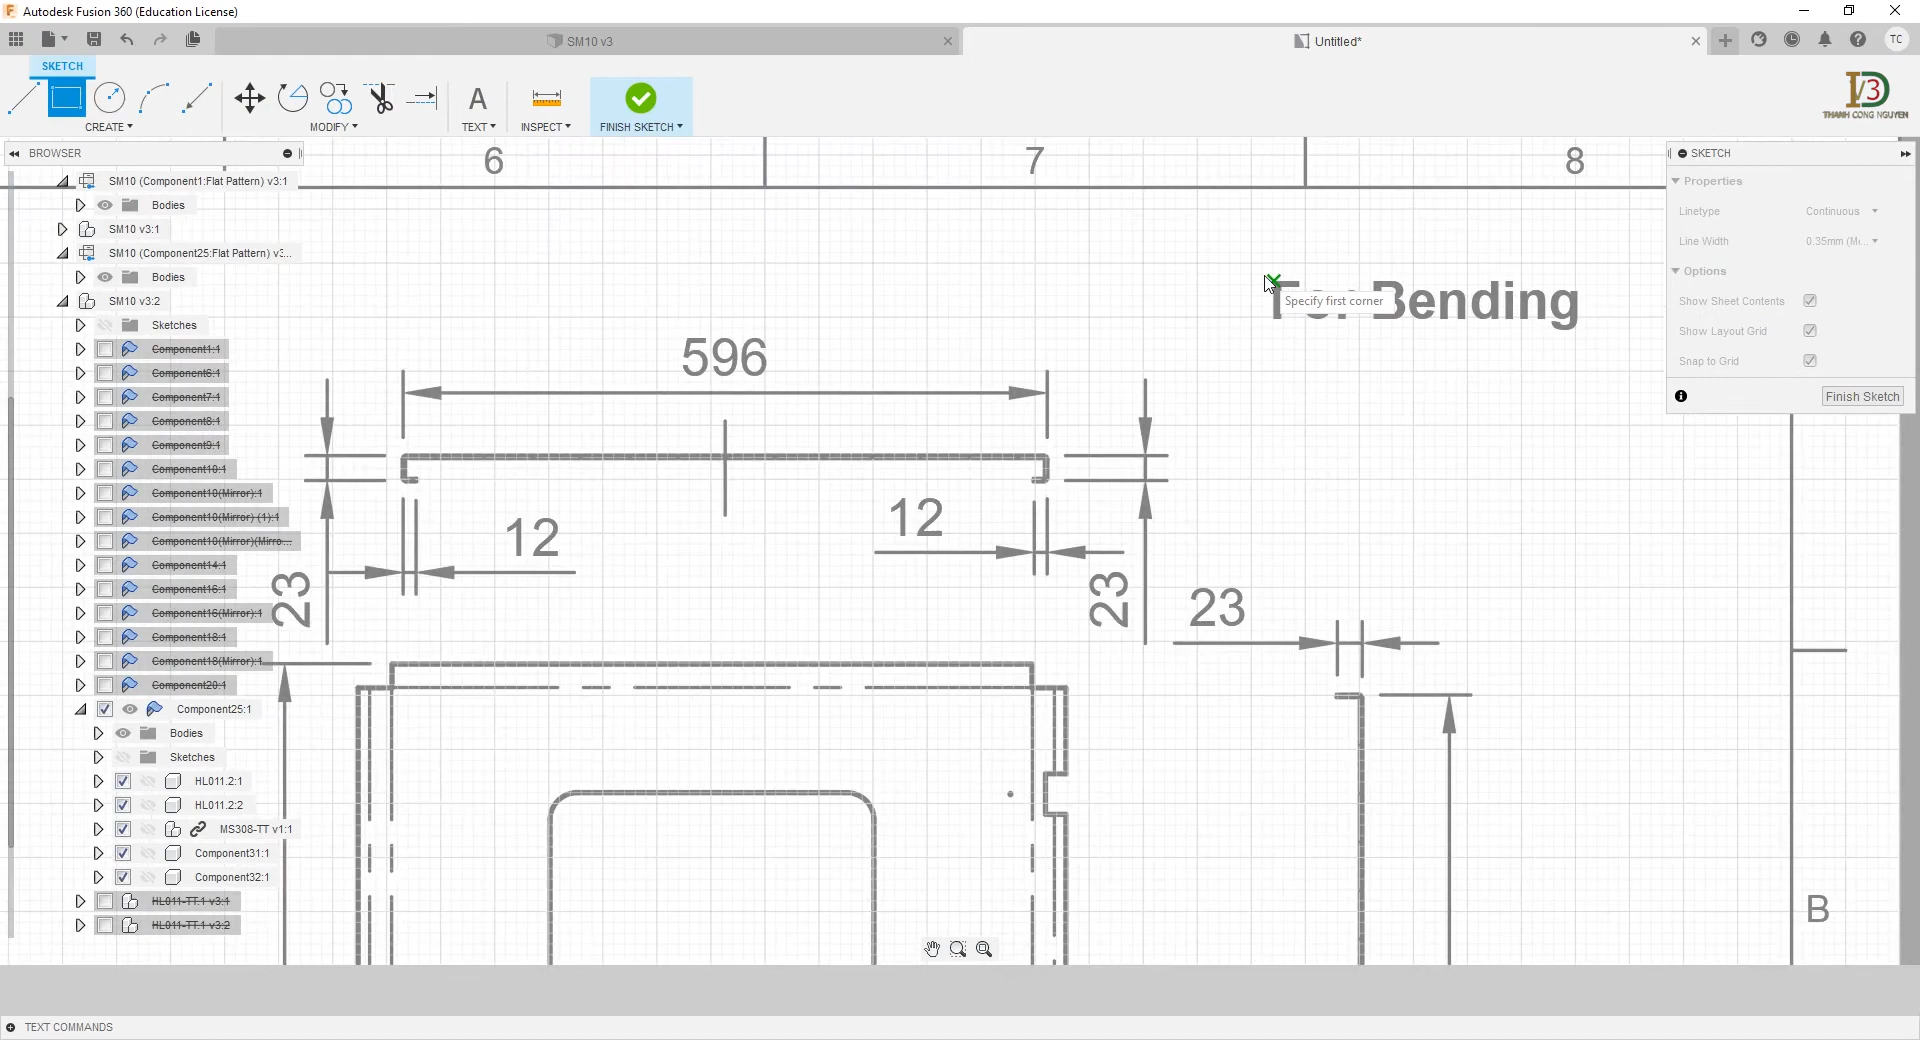 Autodesk Fusion 360 (Education License)
SM10 v3
Untitled*
TC
SKETCH
CREATE
MODIFY
TEXT
INSPECT
FINISH SKETCH
V3D
THANH CONG NGUYEN
BROWSER
SM10 (Component1:Flat Pattern) v3:1
Bodies
SM10 v3:1
SM10 (Component25:Flat Pattern) v3...
Bodies
SM10 v3:2
Sketches
Component1:1
Component6:1
Component7:1
Component8:1
Component9:1
Component10:1
Component10(Mirror):1
Component10(Mirror) (1):1
Component10(Mirror)(Mirro...
Component14:1
Component16:1
Component16(Mirror):1
Component18:1
Component18(Mirror):1
Component20:1
Component25:1
Bodies
Sketches
HL011.2:1
HL011.2:2
MS308-TT v1:1
Component31:1
Component32:1
HL011-TT.1 v3:1
HL011-TT.1 v3:2
6
7
8
For Bending
Specify first corner
596
12
12
23
23
23
B
SKETCH
Properties
Linetype
Continuous
Line Width
0.35mm (Mi...
Options
Show Sheet Contents
Show Layout Grid
Snap to Grid
Finish Sketch
TEXT COMMANDS